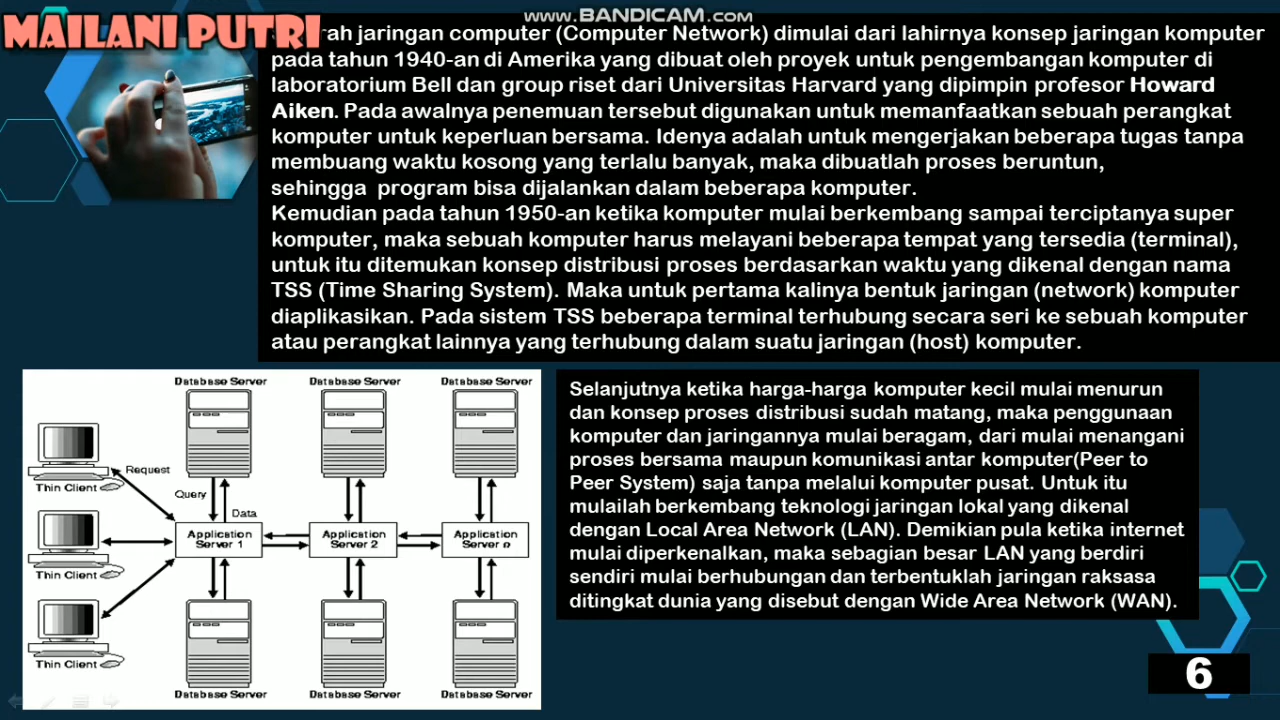 www.BANDICAM.com
MAILANI PUTRI
rah jaringan computer (Computer Network) dimulai dari lahirnya konsep jaringan komputer
pada tahun 1940-an di Amerika yang dibuat oleh proyek untuk pengembangan komputer di
laboratorium Bell dan group riset dari Universitas Harvard yang dipimpin profesor Howard
Aiken. Pada awalnya penemuan tersebut digunakan untuk memanfaatkan sebuah perangkat
komputer untuk keperluan bersama. Idenya adalah untuk mengerjakan beberapa tugas tanpa
membuang waktu kosong yang terlalu banyak, maka dibuatlah proses beruntun,
sehingga program bisa dijalankan dalam beberapa komputer.
Kemudian pada tahun 1950-an ketika komputer mulai berkembang sampai terciptanya super
komputer, maka sebuah komputer harus melayani beberapa tempat yang tersedia (terminal),
untuk itu ditemukan konsep distribusi proses berdasarkan waktu yang dikenal dengan nama
TSS (Time Sharing System). Maka untuk pertama kalinya bentuk jaringan (network) komputer
diaplikasikan. Pada sistem TSS beberapa terminal terhubung secara seri ke sebuah komputer
atau perangkat lainnya yang terhubung dalam suatu jaringan (host) komputer.
Database Server Database Server Database Server
Request
Thin Client
Query
Data
Application Server 1
Application Server 2
Application Server n
Thin Client
Thin Client
Database Server Database Server Database Server
Selanjutnya ketika harga-harga komputer kecil mulai menurun
dan konsep proses distribusi sudah matang, maka penggunaan
komputer dan jaringannya mulai beragam, dari mulai menangani
proses bersama maupun komunikasi antar komputer(Peer to
Peer System) saja tanpa melalui komputer pusat. Untuk itu
mulailah berkembang teknologi jaringan lokal yang dikenal
dengan Local Area Network (LAN). Demikian pula ketika internet
mulai diperkenalkan, maka sebagian besar LAN yang berdiri
sendiri mulai berhubungan dan terbentuklah jaringan raksasa
ditingkat dunia yang disebut dengan Wide Area Network (WAN).
6